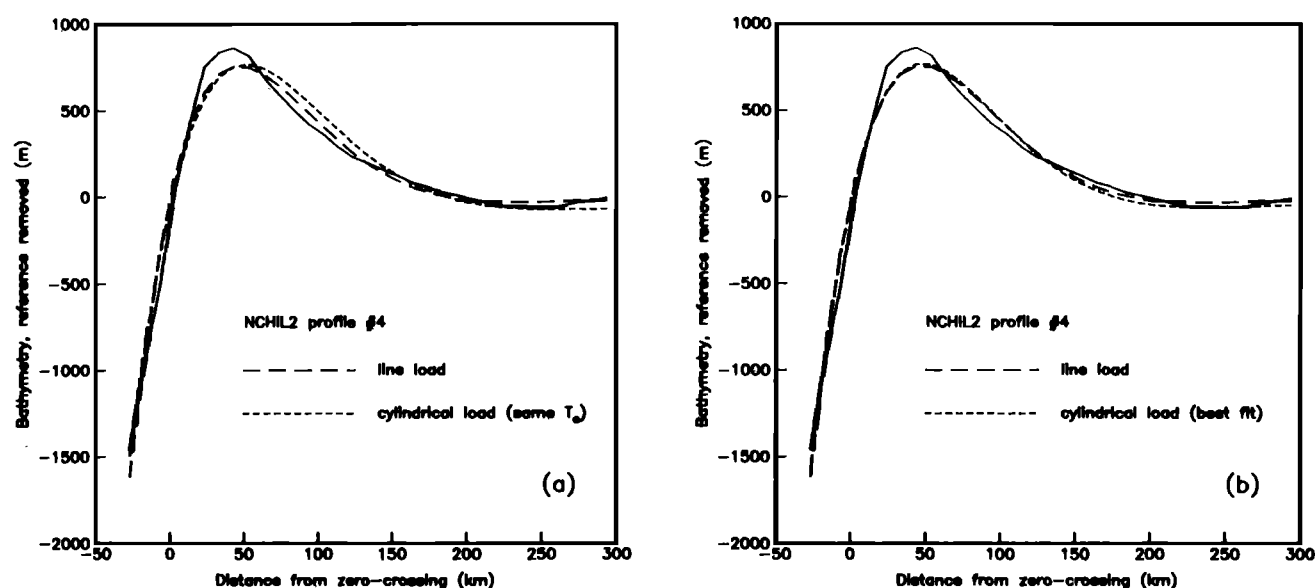 1000
500
0
−500
−1000
−1500
−2000
Bathymetry, reference removed (m)
NCHIL2 profile #4
line load
cylindrical load (same Te)
(a)
−50 0 50 100 150 200 250 300
Distance from zero-crossing (km)
1000
500
0
−500
−1000
−1500
−2000
Bathymetry, reference removed (m)
NCHIL2 profile #4
line load
cylindrical load (best fit)
(b)
−50 0 50 100 150 200 250 300
Distance from zero-crossing (km)